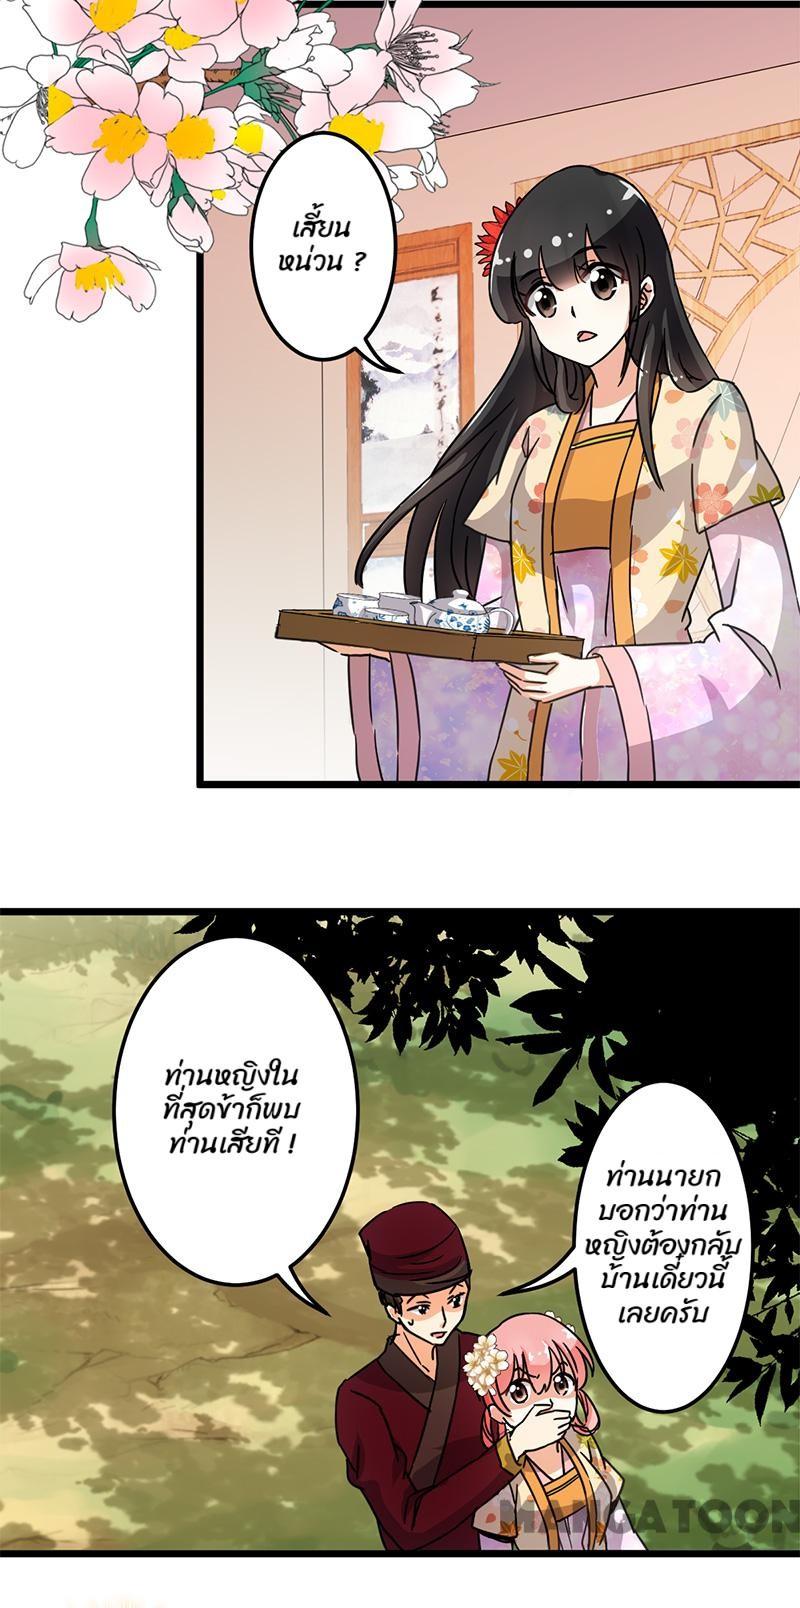 เสี้ยน
หน่วน ?
ท่านหญิงใน
ที่สุดข้าก็พบ
ท่านเสียที !
ท่านนายก
บอกว่าท่าน
หญิงต้องกลับ
บ้านเดี๋ยวนี้
เลยครับ
MANGATOON